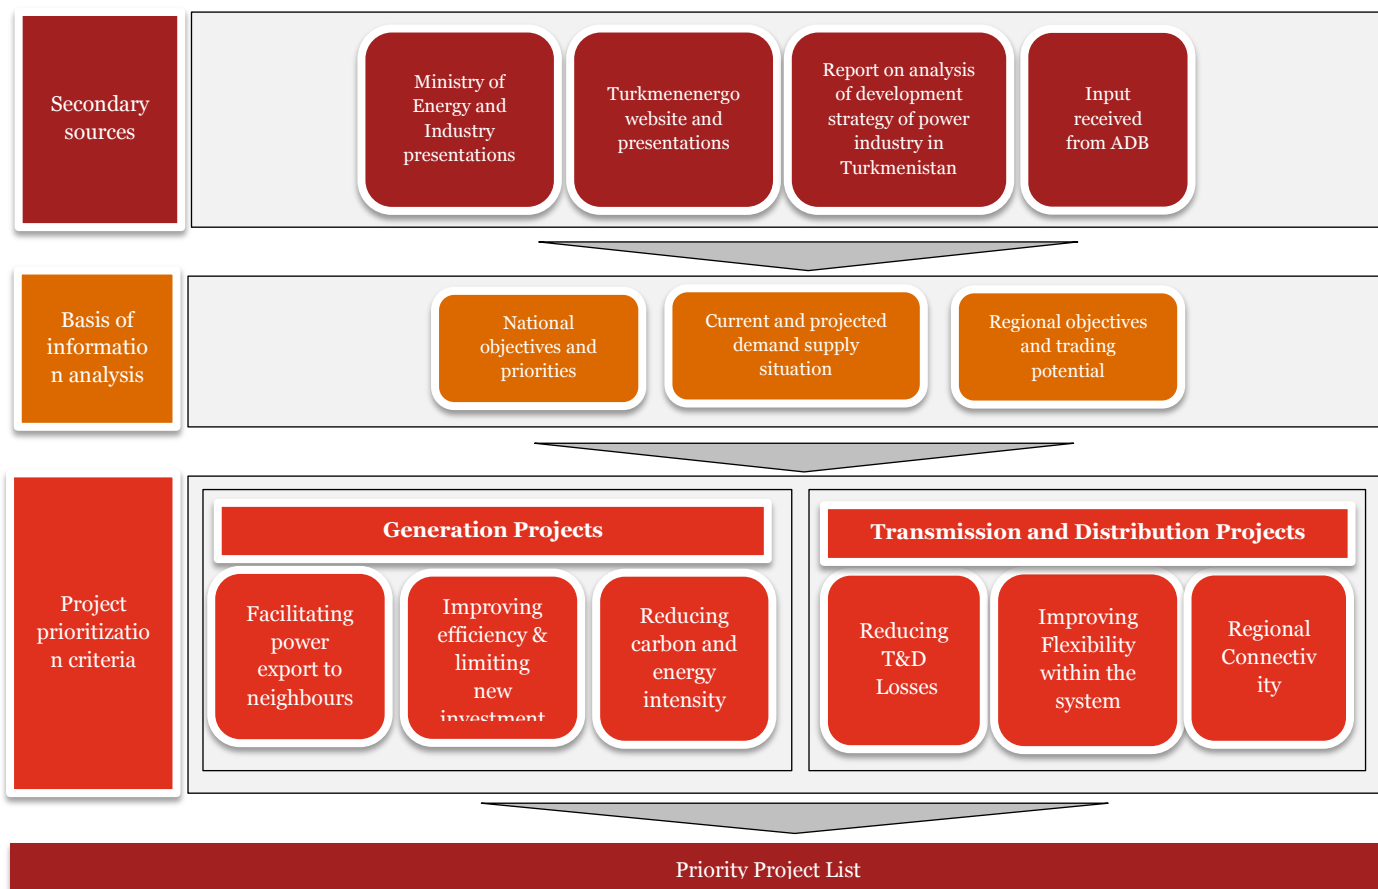 Secondary
sources
Ministry of
Energy and
Industry
presentations
Turkmenenergo
website and
presentations
Report on analysis
of development
strategy of power
industry in
Turkmenistan
Input
received
from ADB
Basis of
informatio
n analysis
National
objectives and
priorities
Current and projected
demand supply
situation
Regional objectives
and trading
potential
Project
prioritizatio
n criteria
Generation Projects
Facilitating
power
export to
neighbours
Improving
efficiency &
limiting
new
investment
Reducing
carbon and
energy
intensity
Transmission and Distribution Projects
Reducing
T&D
Losses
Improving
Flexibility
within the
system
Regional
Connectiv
ity
Priority Project List